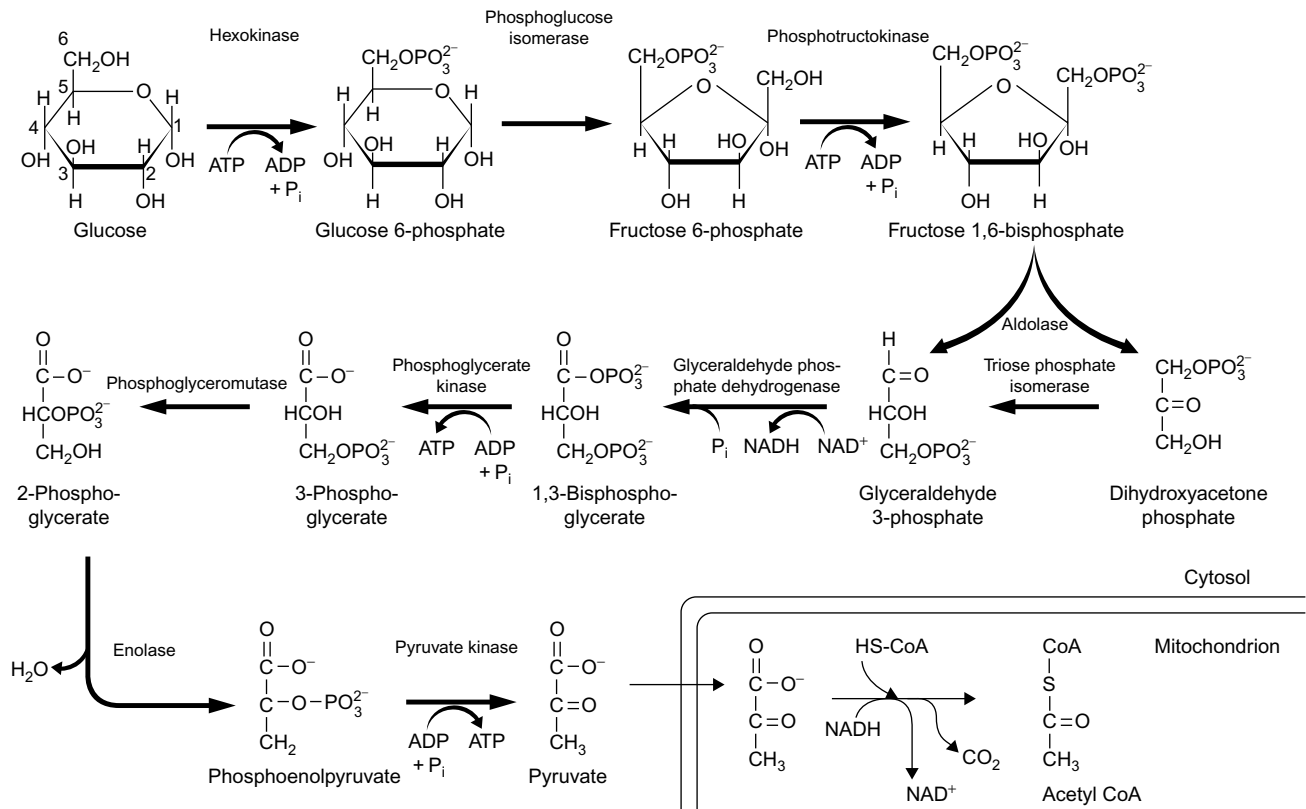 Hexokinase
Phosphoglucose
isomerase
Phosphotructokinase
6
CH2OH
5
O
H
H
H
4
1
OH
H
OH
H
3
2
OH
H
OH
Glucose
ATP
ADP
+ Pi
CH2OPO3^2−
O
H
H
H
OH
H
OH
H
OH
H
OH
Glucose 6-phosphate
CH2OPO3^2−
O
CH2OH
H
H
HO
OH
OH
H
Fructose 6-phosphate
ATP
ADP
+ Pi
CH2OPO3^2−
O
CH2OPO3^2−
H
H
HO
OH
OH
H
Fructose 1,6-bisphosphate
Aldolase
O
C
O−
HCOPO3^2−
CH2OH
2-Phospho-
glycerate
Phosphoglyceromutase
O
C
O−
HCOH
CH2OPO3^2−
3-Phospho-
glycerate
Phosphoglycerate
kinase
ATP
ADP
+ Pi
O
C
OPO3^2−
HCOH
CH2OPO3^2−
1,3-Bisphospho-
glycerate
Glyceraldehyde phos-
phate dehydrogenase
Pi
NADH
NAD+
H
C=O
HCOH
CH2OPO3^2−
Glyceraldehyde
3-phosphate
Triose phosphate
isomerase
CH2OPO3^2−
C=O
CH2OH
Dihydroxyacetone
phosphate
H2O
Enolase
O
C
O−
C
O–PO3^2−
CH2
Phosphoenolpyruvate
Pyruvate kinase
ADP
+ Pi
ATP
O
C
O−
C=O
CH3
Pyruvate
Cytosol
Mitochondrion
O
C
O−
C=O
CH3
HS-CoA
NADH
NAD+
CO2
CoA
S
C=O
CH3
Acetyl CoA